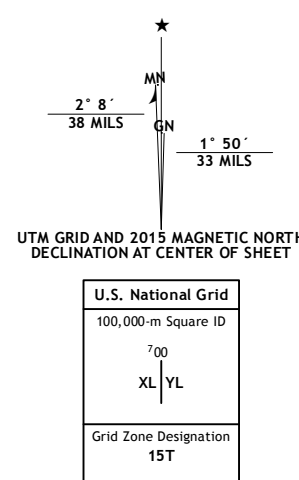 ★
MN
2° 8´
38 MILS
GN
1° 50´
33 MILS
UTM GRID AND 2015 MAGNETIC NORTH
DECLINATION AT CENTER OF SHEET
U.S. National Grid
100,000-m Square ID
⁷00
XL YL
Grid Zone Designation
15T